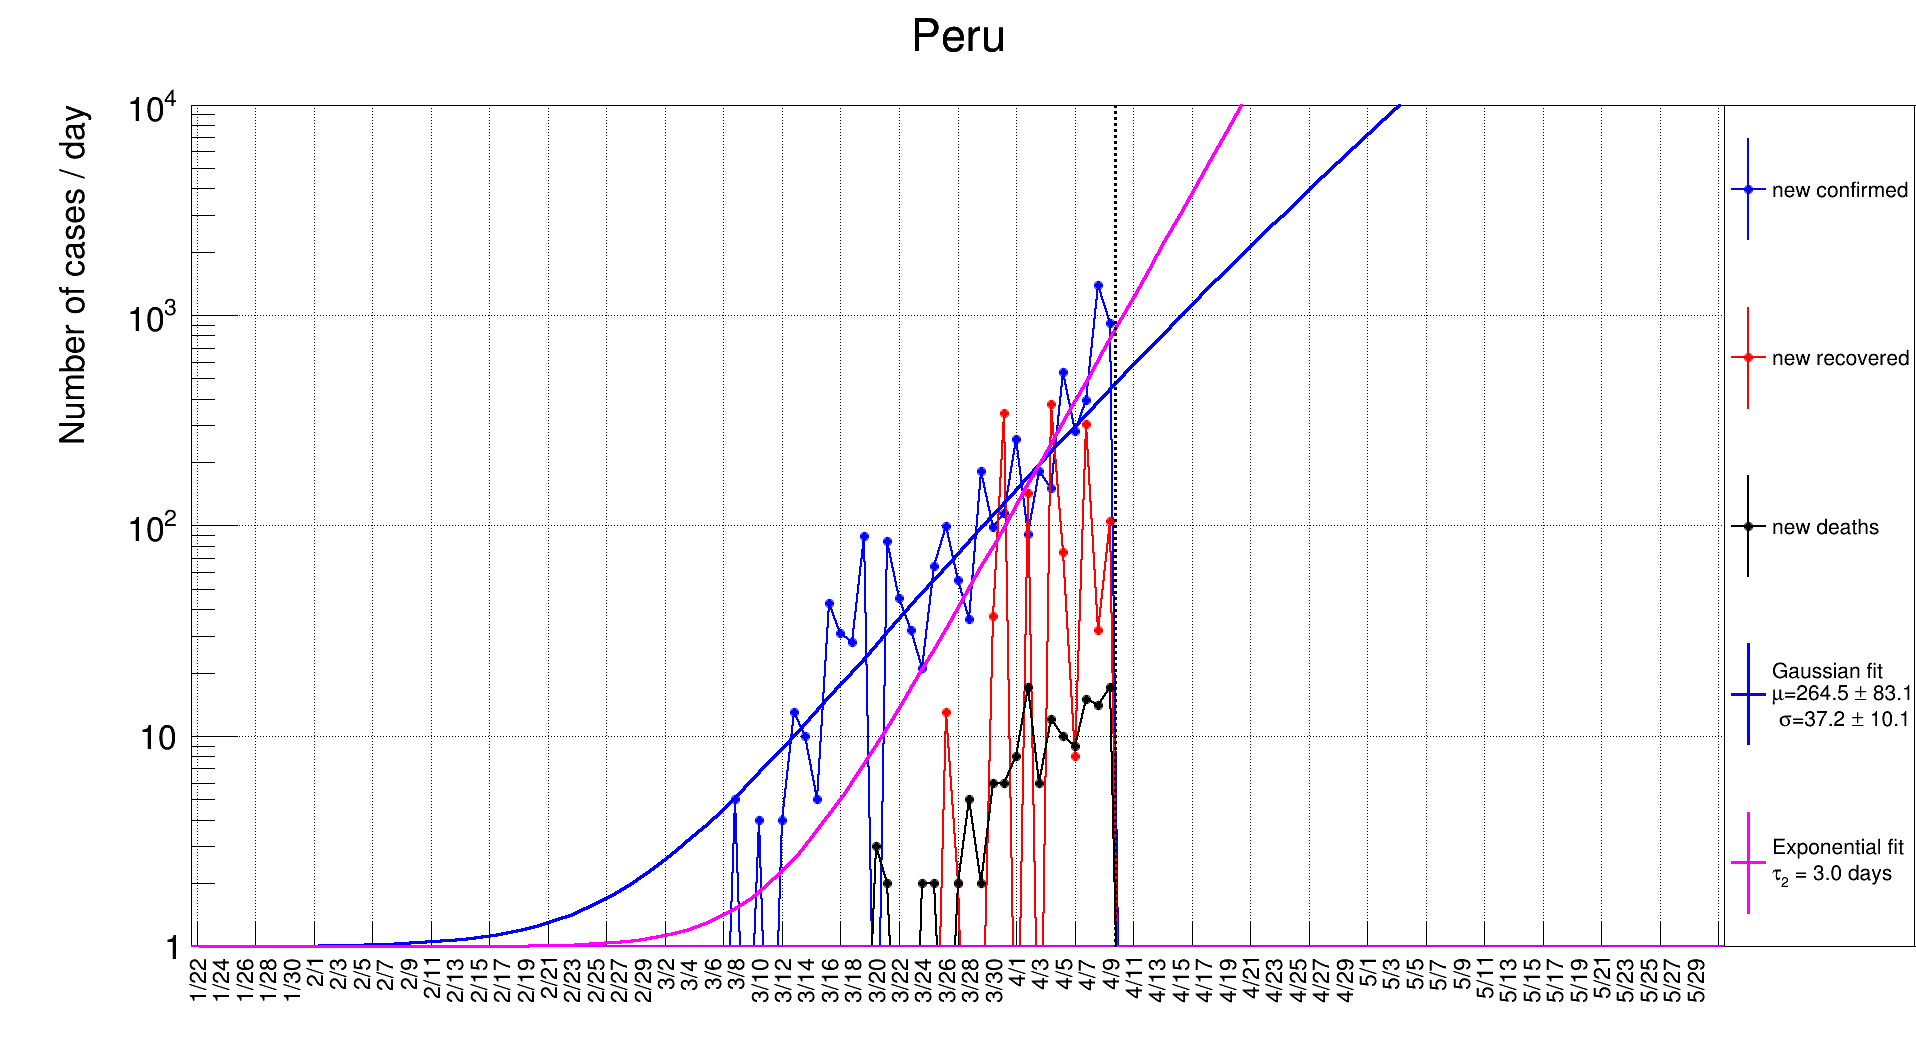 Peru
Number of cases / day
10⁴
10³
10²
10
1
1/22 1/24 1/26 1/28 1/30 2/1 2/3 2/5 2/7 2/9 2/11 2/13 2/15 2/17 2/19 2/21 2/23 2/25 2/27 2/29 3/2 3/4 3/6 3/8 3/10 3/12 3/14 3/16 3/18 3/20 3/22 3/24 3/26 3/28 3/30 4/1 4/3 4/5 4/7 4/9 4/11 4/13 4/15 4/17 4/19 4/21 4/23 4/25 4/27 4/29 5/1 5/3 5/5 5/7 5/9 5/11 5/13 5/15 5/17 5/19 5/21 5/23 5/25 5/27 5/29
new confirmed
new recovered
new deaths
Gaussian fit
μ=264.5 ± 83.1
σ=37.2 ± 10.1
Exponential fit
τ₂ = 3.0 days